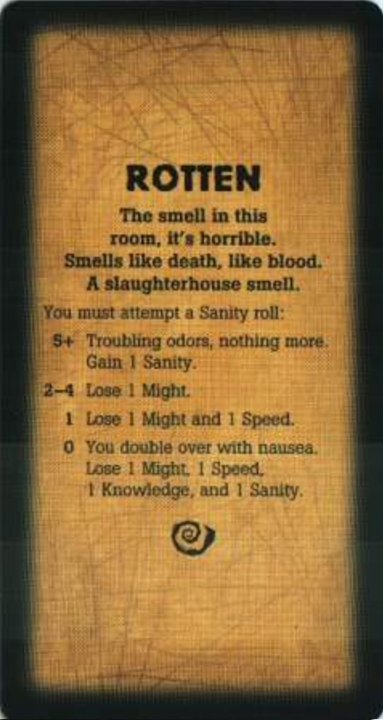 ROTTEN
The smell in this
room, it's horrible.
Smells like death, like blood.
A slaughterhouse smell.
You must attempt a Sanity roll:
5+ Troubling odors, nothing more.
Gain 1 Sanity.
2–4 Lose 1 Might.
1 Lose 1 Might and 1 Speed.
0 You double over with nausea.
Lose 1 Might, 1 Speed,
1 Knowledge, and 1 Sanity.